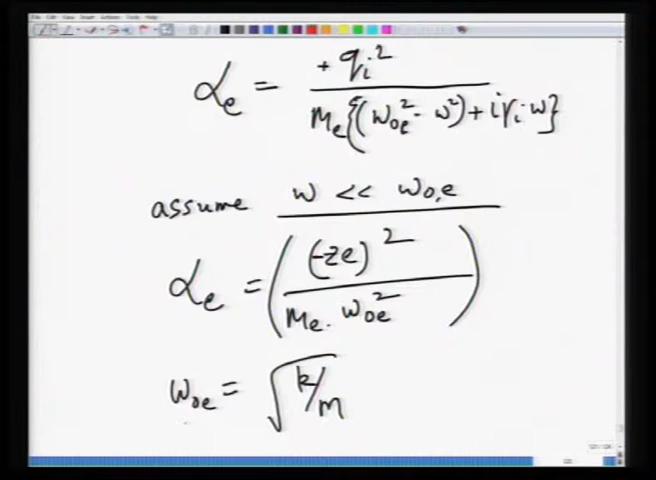 αe = + qi² / me{(ω0e² - ω²) + iγi·ω}
assume ω << ω0,e
αe = ((-ze)² / me·ω0e²)
ω0e = √k/m